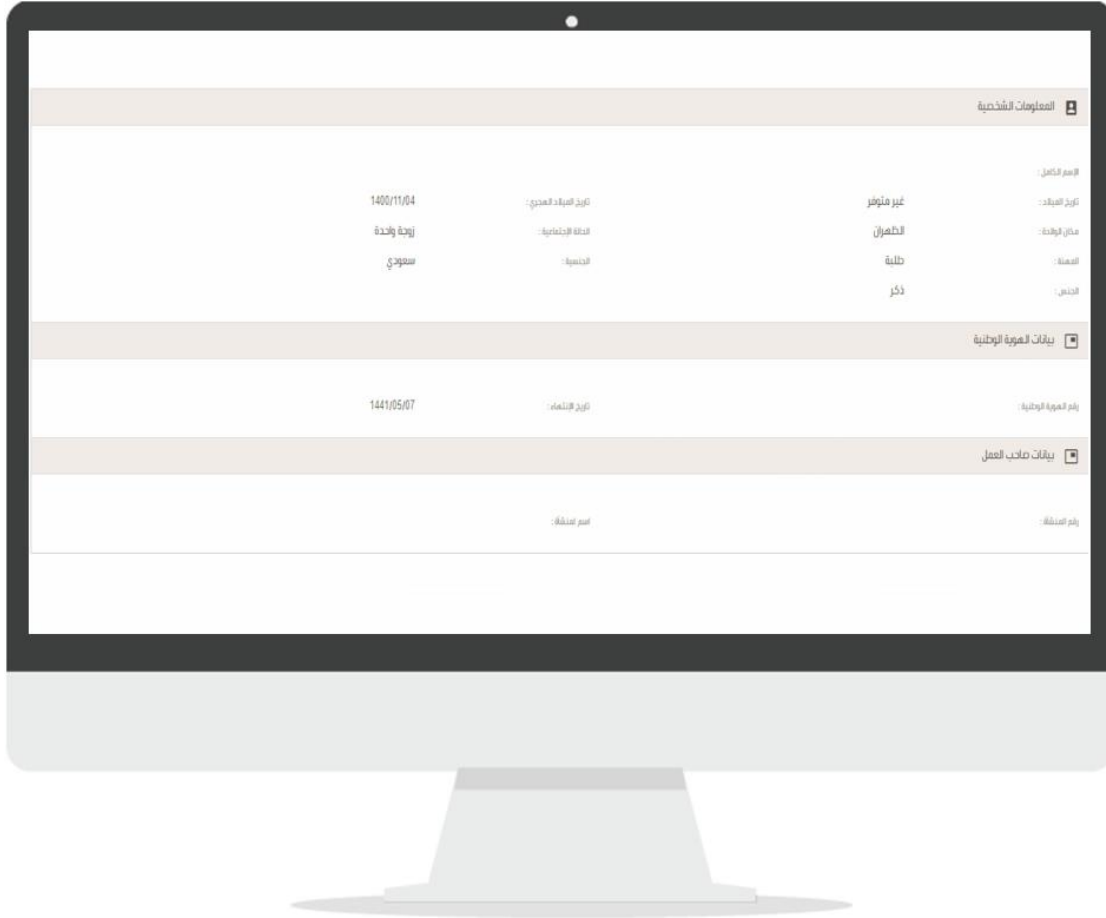 المعلومات الشخصية
الإسم الكامل :
تاريخ الميلاد : غير متوفر تاريخ الميلاد الهجري : 1400/11/04
مكان الولادة : الظهران الحالة الإجتماعية : زوجة واحدة
المهنة : طلبة الجنسية : سعودي
الجنس : ذكر
بيانات الهوية الوطنية
رقم الهوية الوطنية : تاريخ الإنتهاء : 1441/05/07
بيانات صاحب العمل
رقم المنشأة : اسم المنشأة :